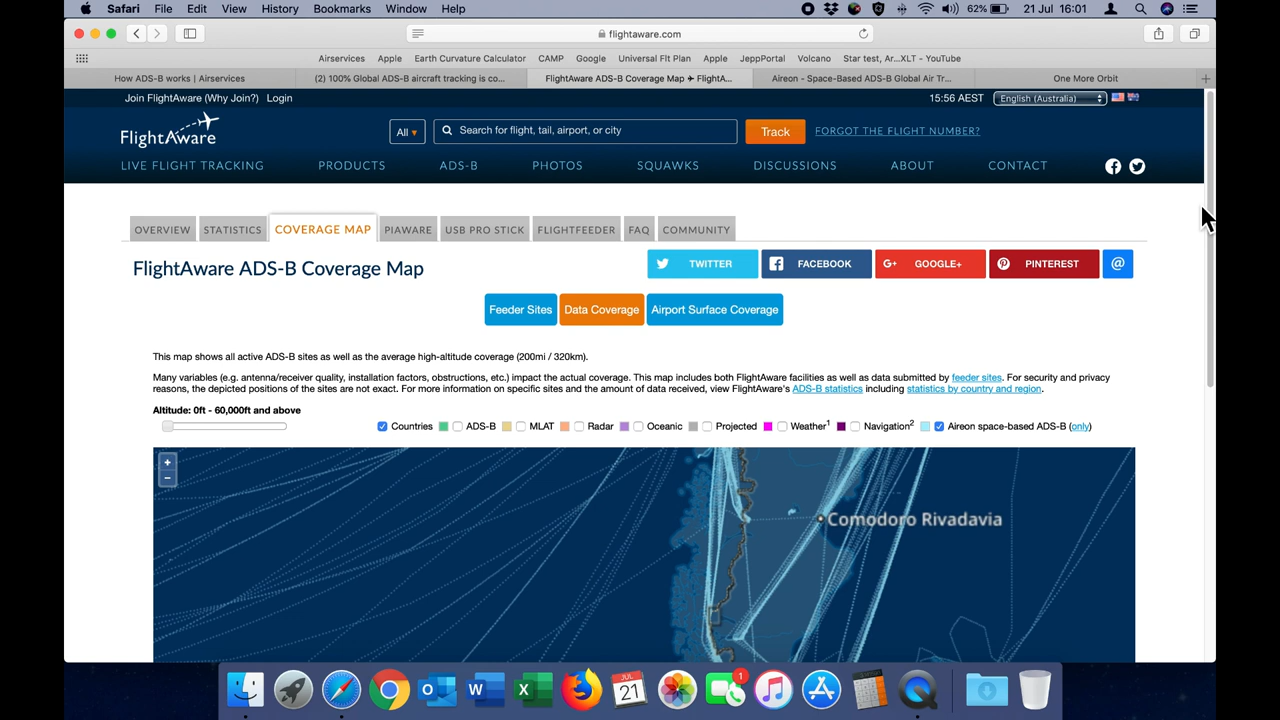 Safari File Edit View History Bookmarks Window Help 62% 21 Jul 16:01
flightaware.com
Airservices Apple Earth Curvature Calculator CAMP Google Universal Flt Plan Apple JeppPortal Volcano Star test, Ar...XLT - YouTube
How ADS-B works | Airservices (2) 100% Global ADS-B aircraft tracking is co... FlightAware ADS-B Coverage Map ✈ FlightA... Aireon - Space-Based ADS-B Global Air Tr... One More Orbit +
Join FlightAware (Why Join?) Login 15:56 AEST English (Australia)
FlightAware All ▾ Search for flight, tail, airport, or city Track FORGOT THE FLIGHT NUMBER?
LIVE FLIGHT TRACKING PRODUCTS ADS-B PHOTOS SQUAWKS DISCUSSIONS ABOUT CONTACT
OVERVIEW STATISTICS COVERAGE MAP PIAWARE USB PRO STICK FLIGHTFEEDER FAQ COMMUNITY
FlightAware ADS-B Coverage Map TWITTER FACEBOOK G+ GOOGLE+ PINTEREST @
Feeder Sites Data Coverage Airport Surface Coverage
This map shows all active ADS-B sites as well as the average high-altitude coverage (200mi / 320km).
Many variables (e.g. antenna/receiver quality, installation factors, obstructions, etc.) impact the actual coverage. This map includes both FlightAware facilities as well as data submitted by feeder sites. For security and privacy
reasons, the depicted positions of the sites are not exact. For more information on specific sites and the amount of data received, view FlightAware's ADS-B statistics including statistics by country and region.
Altitude: 0ft - 60,000ft and above
Countries ADS-B MLAT Radar Oceanic Projected Weather¹ Navigation² Aireon space-based ADS-B (only)
+
−
Comodoro Rivadavia
JUL
21
1